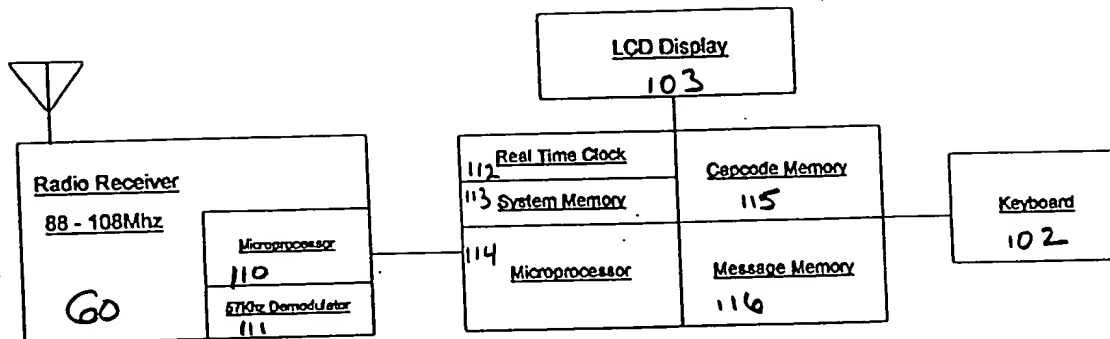 LCD Display
103
Radio Receiver
88 - 108Mhz
60
Microprocessor
110
57Khz Demodulator
111
112 Real Time Clock
113 System Memory
114
Microprocessor
Capcode Memory
115
Message Memory
116
Keyboard
102